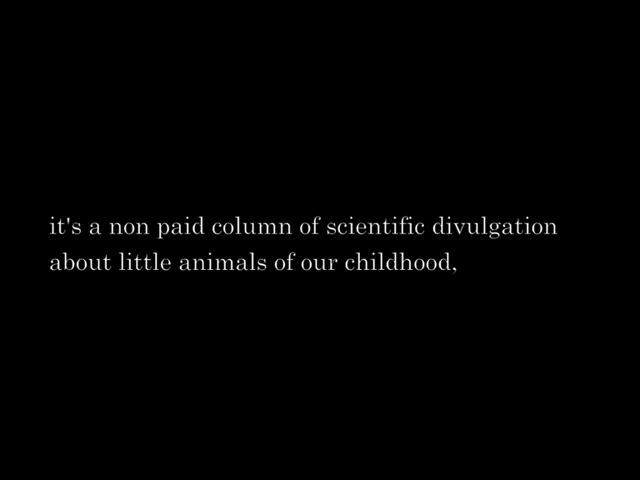 it's a non paid column of scientific divulgation
about little animals of our childhood,